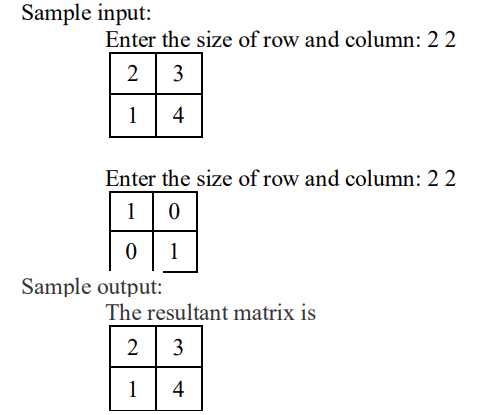 Sample input:
Enter the size of row and column: 2 2
2 3
1 4
Enter the size of row and column: 2 2
1 0
0 1
Sample output:
The resultant matrix is
2 3
1 4